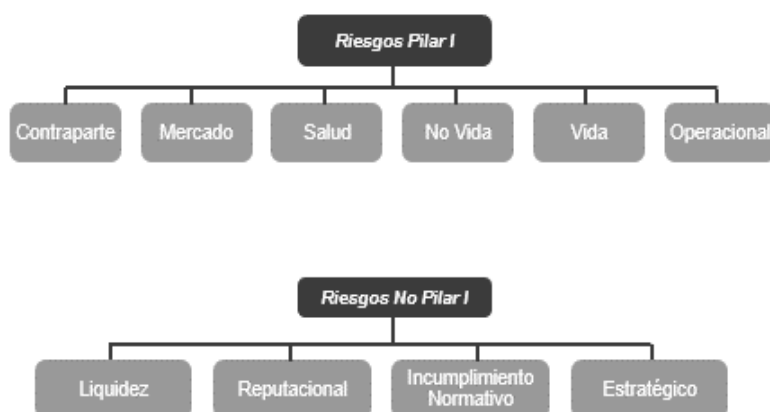 Riesgos Pilar I
Contraparte
Mercado
Salud
No Vida
Vida
Operacional
Riesgos No Pilar I
Liquidez
Reputacional
Incumplimiento
Normativo
Estratégico